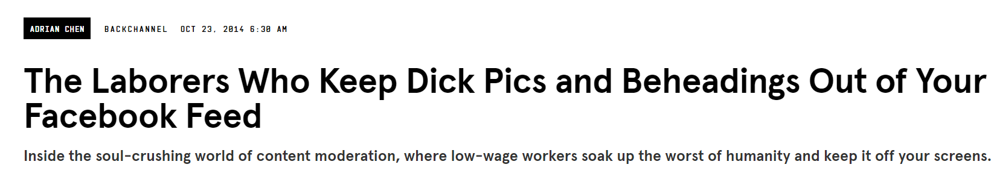 ADRIAN CHEN BACKCHANNEL OCT 23, 2014 6:30 AM
The Laborers Who Keep Dick Pics and Beheadings Out of Your
Facebook Feed
Inside the soul-crushing world of content moderation, where low-wage workers soak up the worst of humanity and keep it off your screens.